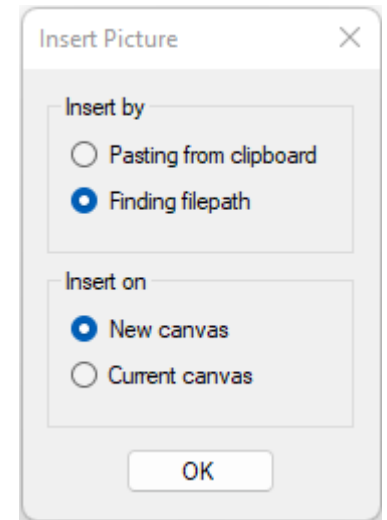 Insert Picture
Insert by
Pasting from clipboard
Finding filepath
Insert on
New canvas
Current canvas
OK